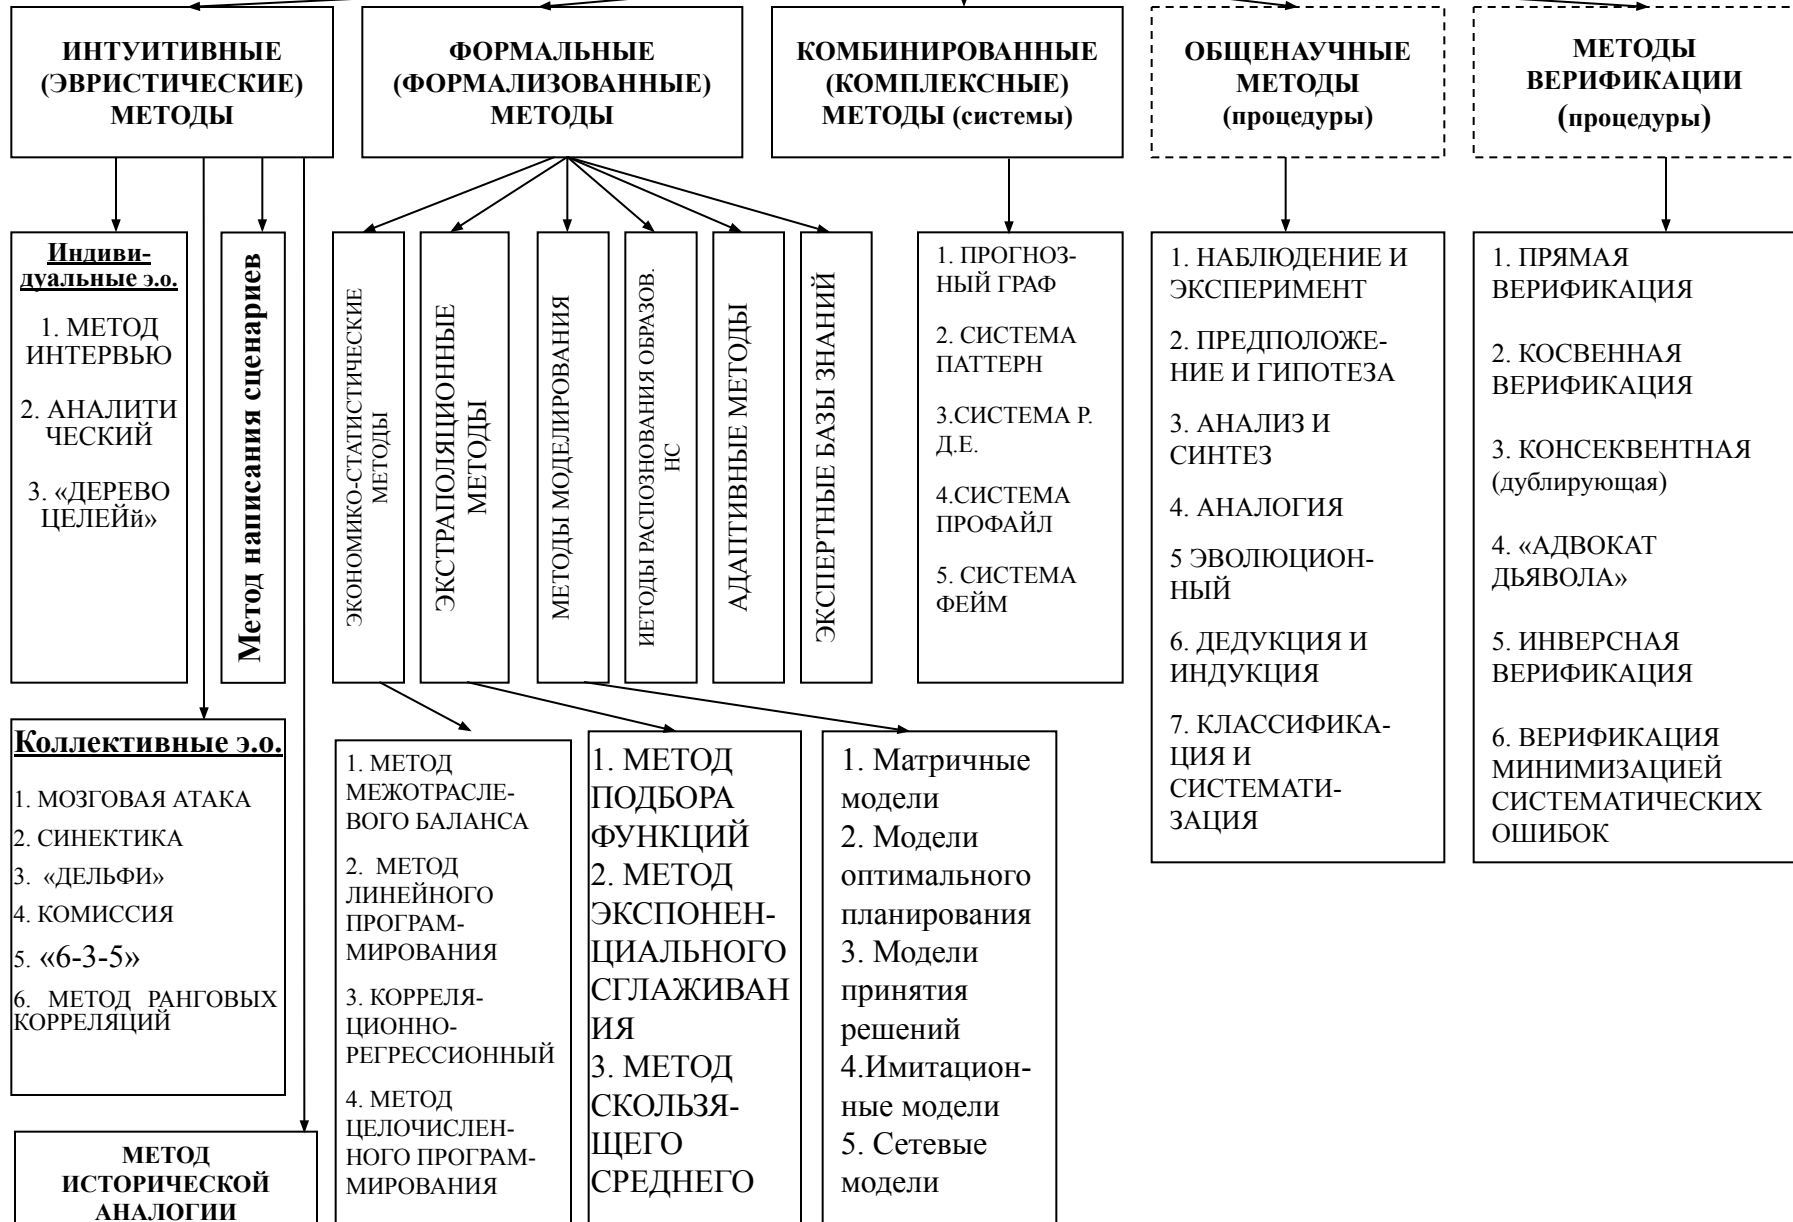 ИНТУИТИВНЫЕ
(ЭВРИСТИЧЕСКИЕ)
МЕТОДЫ
ФОРМАЛЬНЫЕ
(ФОРМАЛИЗОВАННЫЕ)
МЕТОДЫ
КОМБИНИРОВАННЫЕ
(КОМПЛЕКСНЫЕ)
МЕТОДЫ (системы)
ОБЩЕНАУЧНЫЕ
МЕТОДЫ
(процедуры)
МЕТОДЫ
ВЕРИФИКАЦИИ
(процедуры)
Индиви-
дуальные э.о.
1. МЕТОД
ИНТЕРВЬЮ
2. АНАЛИТИ
ЧЕСКИЙ
3. «ДЕРЕВО
ЦЕЛЕЙй»
Метод написания сценариев
ЭКОНОМИКО-СТАТИСТИЧЕСКИЕ
МЕТОДЫ
ЭКСТРАПОЛЯЦИОННЫЕ
МЕТОДЫ
МЕТОДЫ МОДЕЛИРОВАНИЯ
ИЕТОДЫ РАСПОЗНОВАНИЯ ОБРАЗОВ.
НС
АДАПТИВНЫЕ МЕТОДЫ
ЭКСПЕРТНЫЕ БАЗЫ ЗНАНИЙ
1. ПРОГНОЗ-
НЫЙ ГРАФ
2. СИСТЕМА
ПАТТЕРН
3.СИСТЕМА Р.
Д.Е.
4.СИСТЕМА
ПРОФАЙЛ
5. СИСТЕМА
ФЕЙМ
1. НАБЛЮДЕНИЕ И
ЭКСПЕРИМЕНТ
2. ПРЕДПОЛОЖЕ-
НИЕ И ГИПОТЕЗА
3. АНАЛИЗ И
СИНТЕЗ
4. АНАЛОГИЯ
5 ЭВОЛЮЦИОН-
НЫЙ
6. ДЕДУКЦИЯ И
ИНДУКЦИЯ
7. КЛАССИФИКА-
ЦИЯ И
СИСТЕМАТИ-
ЗАЦИЯ
1. ПРЯМАЯ
ВЕРИФИКАЦИЯ
2. КОСВЕННАЯ
ВЕРИФИКАЦИЯ
3. КОНСЕКВЕНТНАЯ
(дублирующая)
4. «АДВОКАТ
ДЬЯВОЛА»
5. ИНВЕРСНАЯ
ВЕРИФИКАЦИЯ
6. ВЕРИФИКАЦИЯ
МИНИМИЗАЦИЕЙ
СИСТЕМАТИЧЕСКИХ
ОШИБОК
Коллективные э.о.
1. МОЗГОВАЯ АТАКА
2. СИНЕКТИКА
3. «ДЕЛЬФИ»
4. КОМИССИЯ
5. «6-3-5»
6. МЕТОД РАНГОВЫХ
КОРРЕЛЯЦИЙ
МЕТОД
ИСТОРИЧЕСКОЙ
АНАЛОГИИ
1. МЕТОД
МЕЖОТРАСЛЕ-
ВОГО БАЛАНСА
2. МЕТОД
ЛИНЕЙНОГО
ПРОГРАМ-
МИРОВАНИЯ
3. КОРРЕЛЯ-
ЦИОННО-
РЕГРЕССИОННЫЙ
4. МЕТОД
ЦЕЛОЧИСЛЕН-
НОГО ПРОГРАМ-
МИРОВАНИЯ
1. МЕТОД
ПОДБОРА
ФУНКЦИЙ
2. МЕТОД
ЭКСПОНЕН-
ЦИАЛЬНОГО
СГЛАЖИВАН
ИЯ
3. МЕТОД
СКОЛЬЗЯ-
ЩЕГО
СРЕДНЕГО
1. Матричные
модели
2. Модели
оптимального
планирования
3. Модели
принятия
решений
4.Имитацион-
ные модели
5. Сетевые
модели